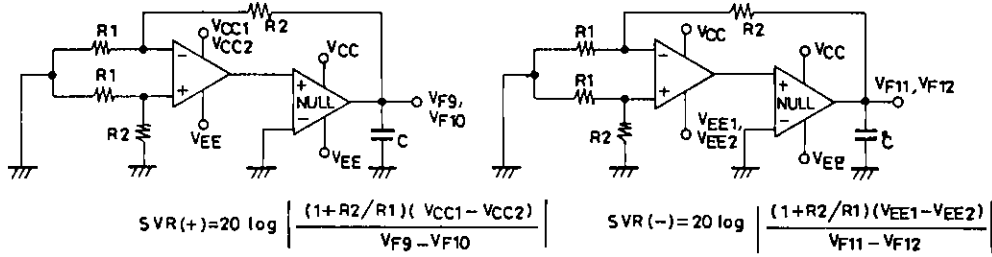 R2
R1
VCC1
VCC2
VCC
−
+
R1
+
NULL
−
VF9,
VF10
R2
VEE
C
VEE
SVR(+)=20 log | (1+R2/R1)(VCC1−VCC2) / VF9−VF10 |
R2
R1
VCC
VCC
−
+
R1
+
NULL
−
VF11,VF12
R2
VEE1,
VEE2
C
VEE
SVR(−)=20 log | (1+R2/R1)(VEE1−VEE2) / VF11−VF12 |